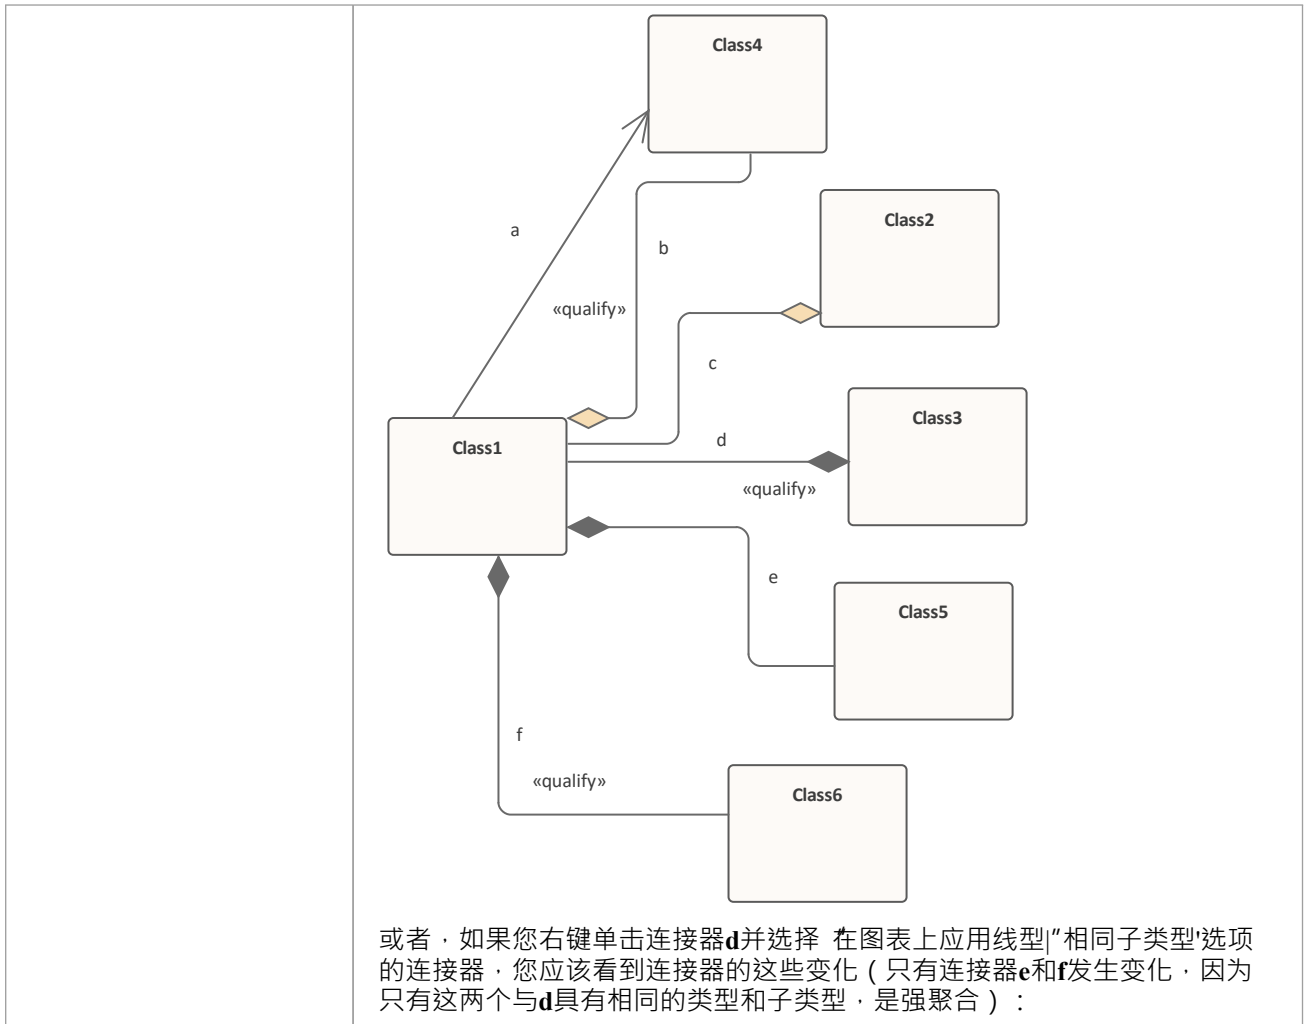 Class4
Class2
a
b
«qualify»
c
Class3
d
Class1
«qualify»
e
Class5
f
«qualify»
Class6
或者，如果您右键单击连接器d并选择 “在图表上应用线型|"相同子类型'选项
的连接器，您应该看到连接器的这些变化（只有连接器e和f发生变化，因为
只有这两个与d具有相同的类型和子类型，是强聚合）：